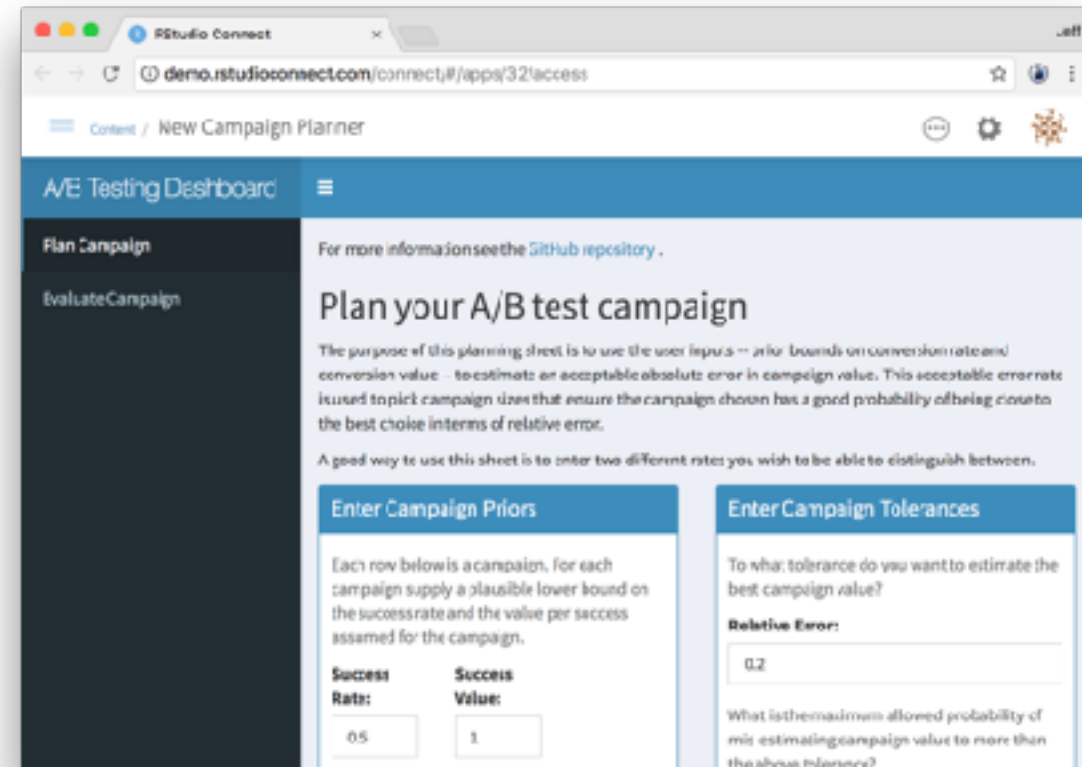 RStudio Connect
Jeff
demo.rstudioconnect.com/connect/#/apps/321/access
Content / New Campaign Planner
A/B Testing Dashboard
Plan Campaign
Evaluate Campaign
For more information see the GitHub repository .
Plan your A/B test campaign
The purpose of this planning sheet is to use the user inputs -- prior bounds on conversion rate and
conversion value -- to estimate an acceptable absolute error in campaign value. This acceptable error rate
is used to pick campaign sizes that ensure the campaign chosen has a good probability of being close to
the best choice in terms of relative error.
A good way to use this sheet is to enter two different rates you wish to be able to distinguish between.
Enter Campaign Priors
Each row below is a campaign. For each
campaign supply a plausible lower bound on
the success rate and the value per success
assumed for the campaign.
Success
Rate:
Success
Value:
0.5
1
Enter Campaign Tolerances
To what tolerance do you want to estimate the
best campaign value?
Relative Error:
0.2
What is the maximum allowed probability of
mis-estimating campaign value to more than
the above tolerance?